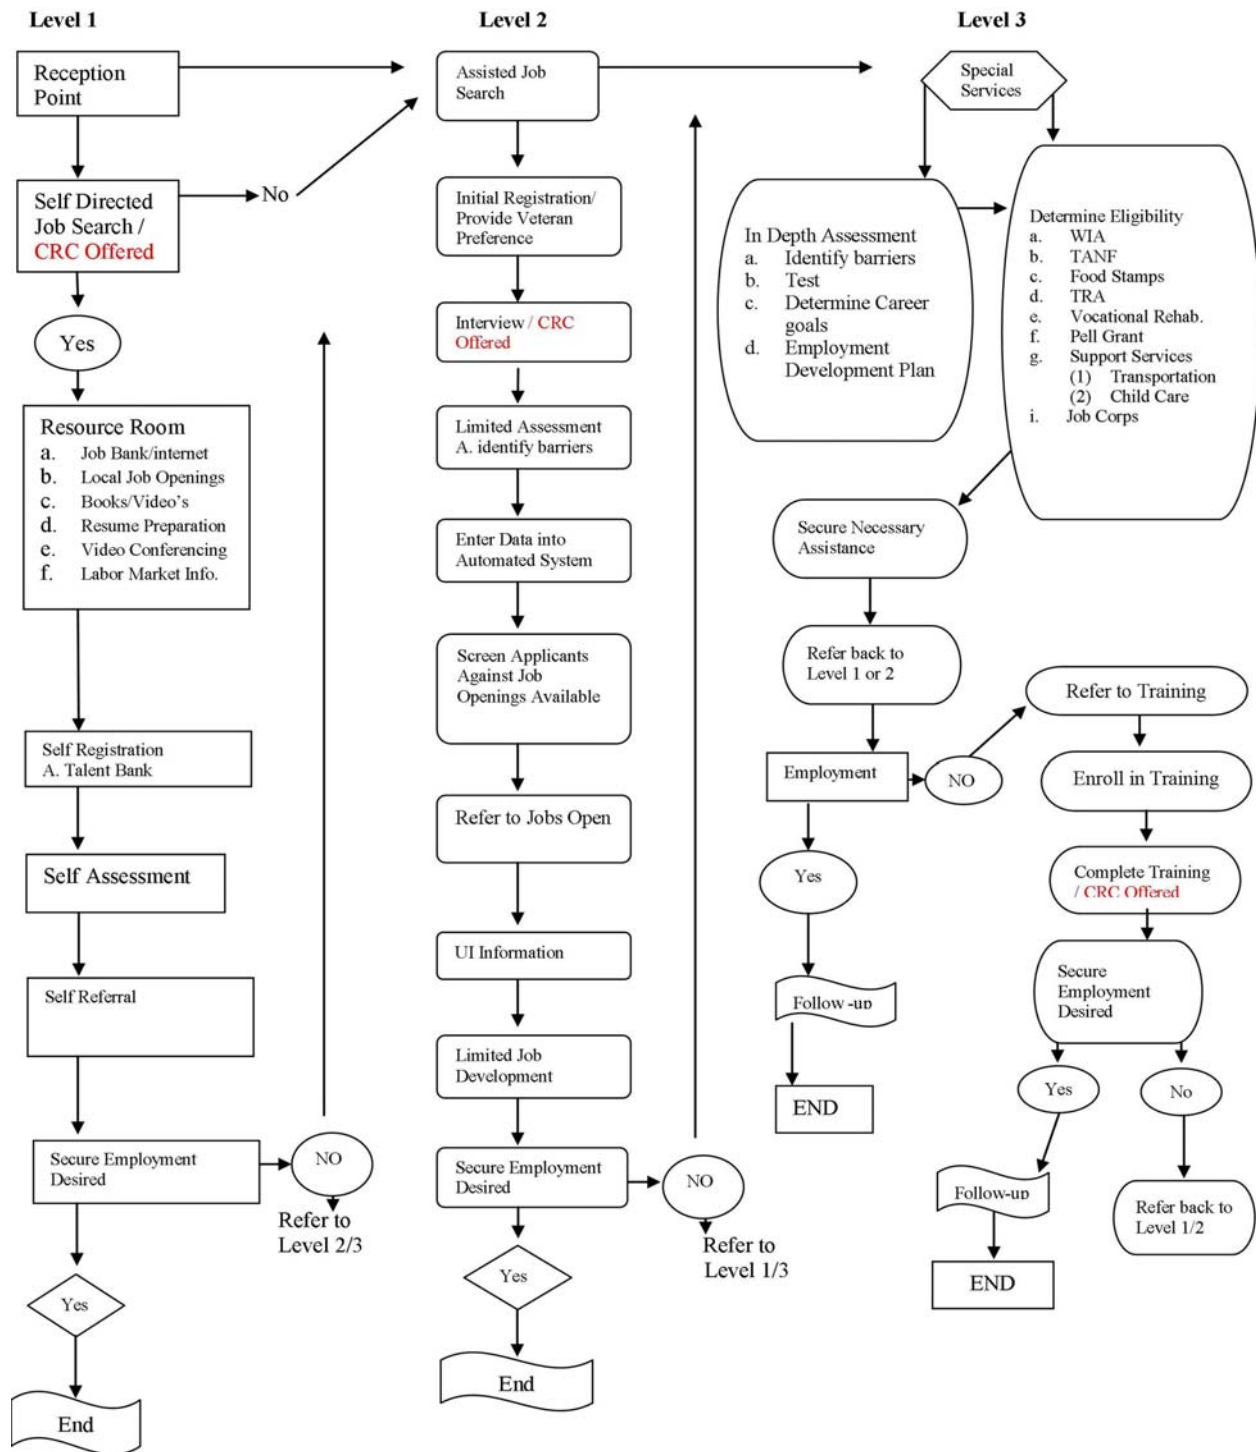 Level 1
Reception
Point
Self Directed
Job Search /
CRC Offered
No
Yes
Resource Room
a. Job Bank/internet
b. Local Job Openings
c. Books/Video's
d. Resume Preparation
e. Video Conferencing
f. Labor Market Info.
Self Registration
A. Talent Bank
Self Assessment
Self Referral
Secure Employment
Desired
NO
Refer to
Level 2/3
Yes
End
Level 2
Assisted Job
Search
Initial Registration/
Provide Veteran
Preference
Interview / CRC
Offered
Limited Assessment
A. identify barriers
Enter Data into
Automated System
Screen Applicants
Against Job
Openings Available
Refer to Jobs Open
UI Information
Limited Job
Development
Secure Employment
Desired
NO
Refer to
Level 1/3
Yes
End
Level 3
Special
Services
In Depth Assessment
a. Identify barriers
b. Test
c. Determine Career
goals
d. Employment
Development Plan
Determine Eligibility
a. WIA
b. TANF
c. Food Stamps
d. TRA
e. Vocational Rehab.
f. Pell Grant
g. Support Services
(1) Transportation
(2) Child Care
i. Job Corps
Secure Necessary
Assistance
Refer back to
Level 1 or 2
Employment
NO
Yes
Follow -up
END
Refer to Training
Enroll in Training
Complete Training
/ CRC Offered
Secure
Employment
Desired
Yes
No
Follow-up
END
Refer back to
Level 1/2